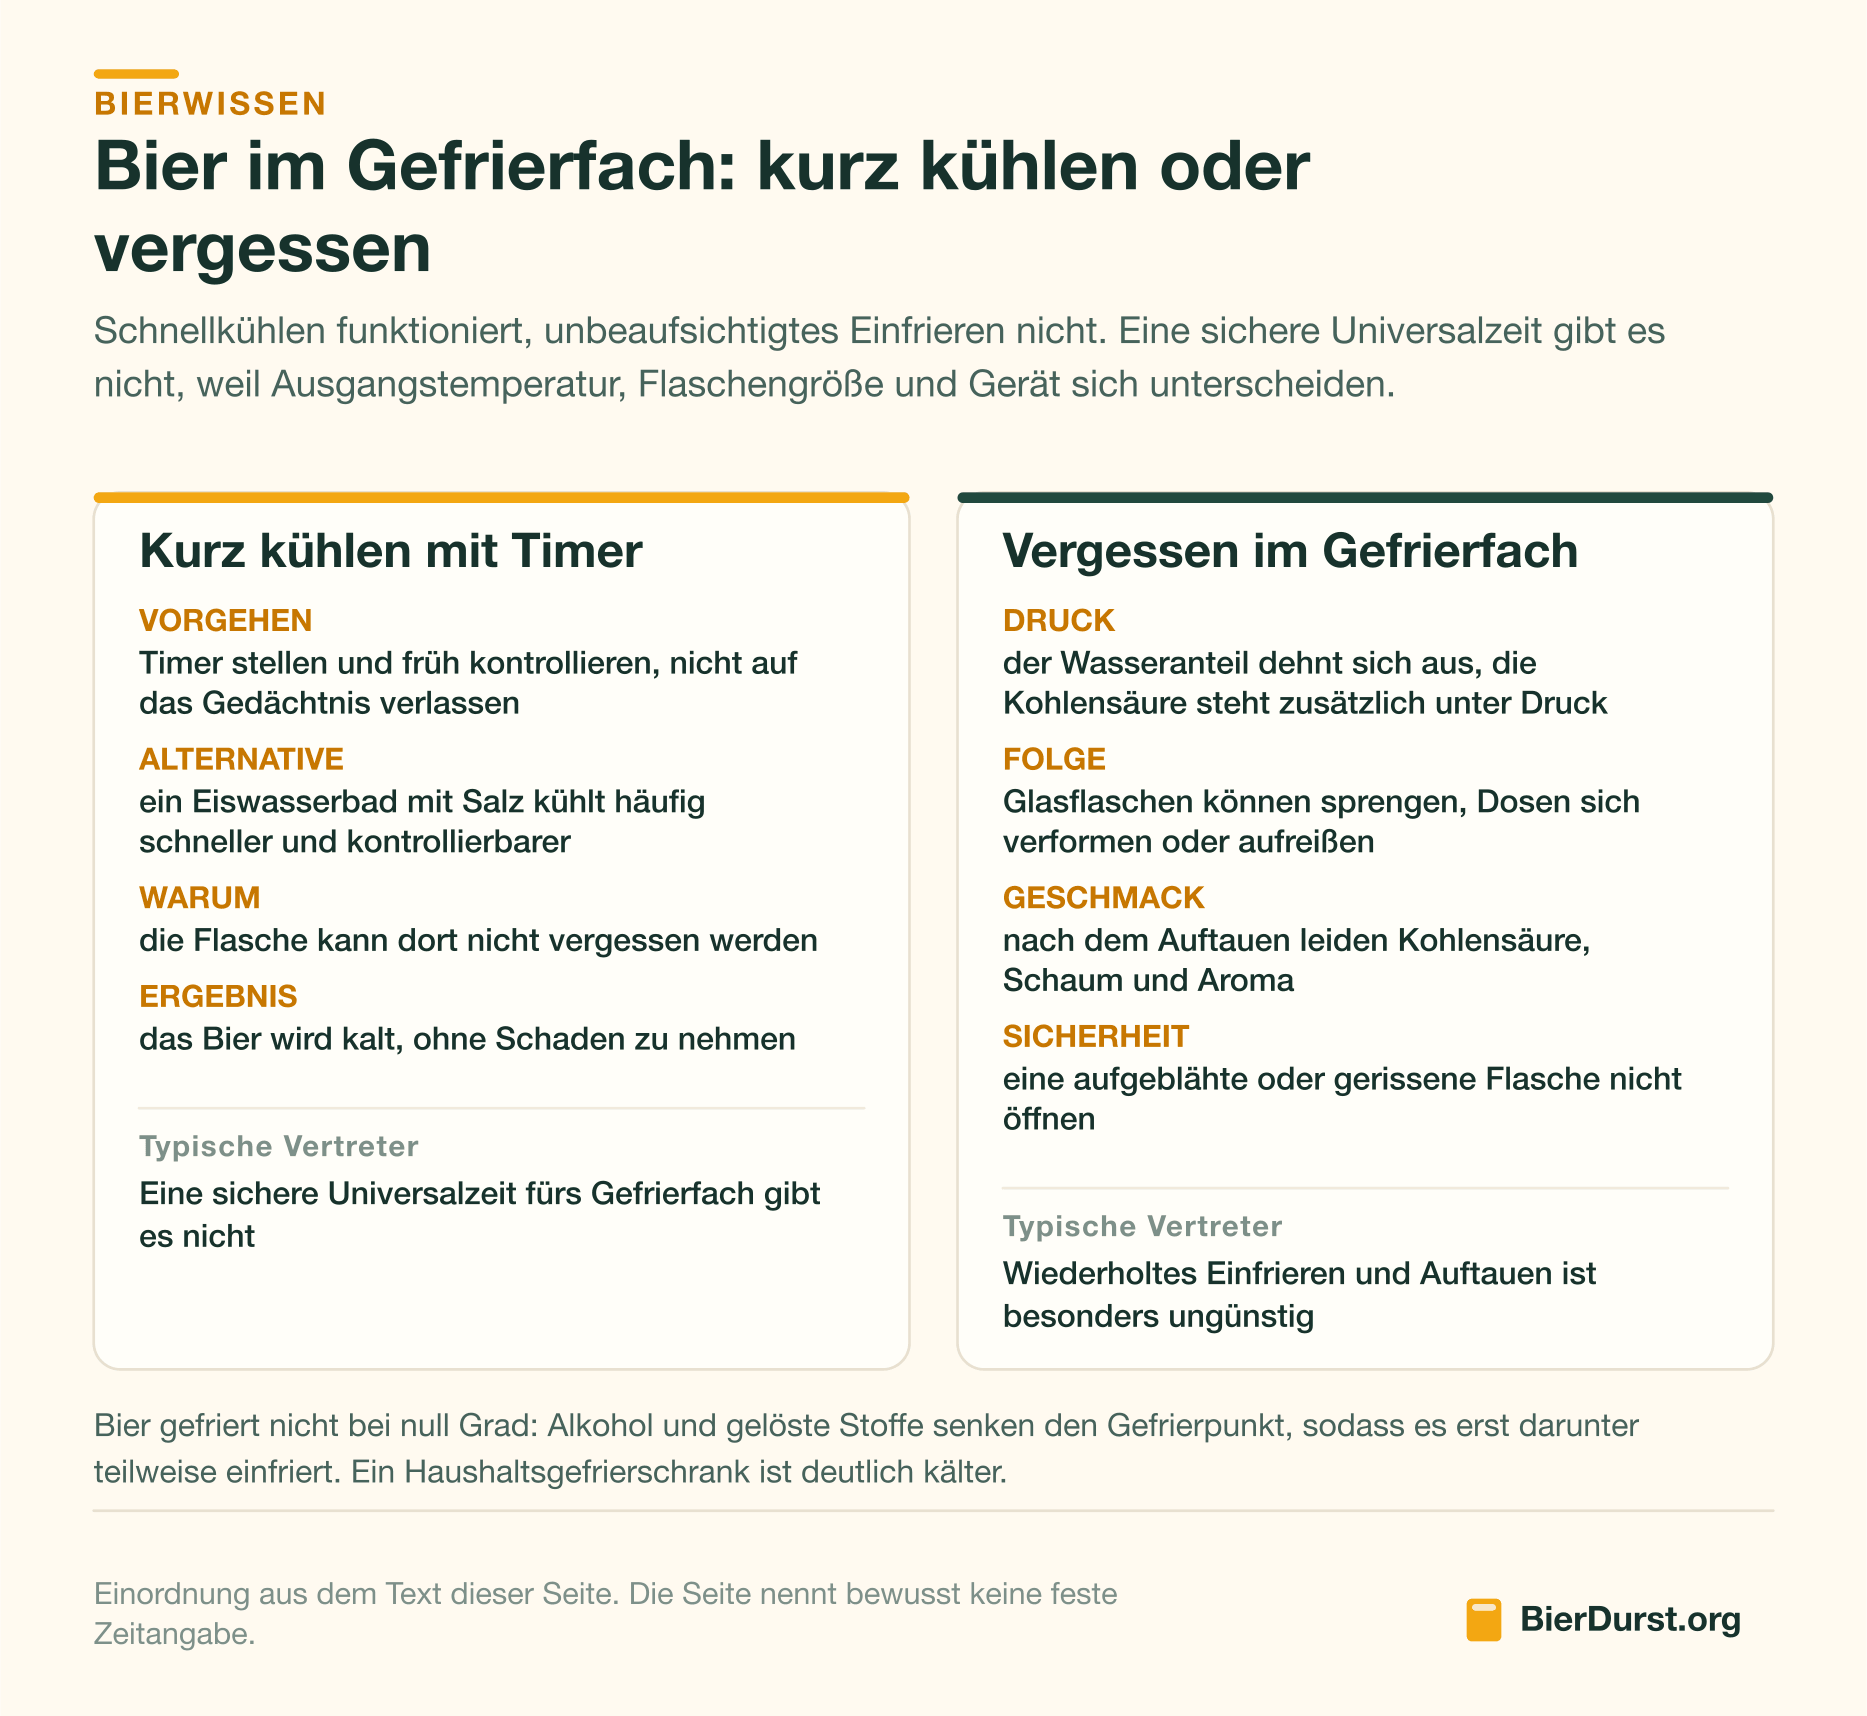 BIERWISSEN
Bier im Gefrierfach: kurz kühlen oder
vergessen
Schnellkühlen funktioniert, unbeaufsichtigtes Einfrieren nicht. Eine sichere Universalzeit gibt es
nicht, weil Ausgangstemperatur, Flaschengröße und Gerät sich unterscheiden.
Kurz kühlen mit Timer
VORGEHEN
Timer stellen und früh kontrollieren, nicht auf
das Gedächtnis verlassen
ALTERNATIVE
ein Eiswasserbad mit Salz kühlt häufig
schneller und kontrollierbarer
WARUM
die Flasche kann dort nicht vergessen werden
ERGEBNIS
das Bier wird kalt, ohne Schaden zu nehmen
Typische Vertreter
Eine sichere Universalzeit fürs Gefrierfach gibt
es nicht
Vergessen im Gefrierfach
DRUCK
der Wasseranteil dehnt sich aus, die
Kohlensäure steht zusätzlich unter Druck
FOLGE
Glasflaschen können sprengen, Dosen sich
verformen oder aufreißen
GESCHMACK
nach dem Auftauen leiden Kohlensäure,
Schaum und Aroma
SICHERHEIT
eine aufgeblähte oder gerissene Flasche nicht
öffnen
Typische Vertreter
Wiederholtes Einfrieren und Auftauen ist
besonders ungünstig
Bier gefriert nicht bei null Grad: Alkohol und gelöste Stoffe senken den Gefrierpunkt, sodass es erst darunter
teilweise einfriert. Ein Haushaltsgefrierschrank ist deutlich kälter.
Einordnung aus dem Text dieser Seite. Die Seite nennt bewusst keine feste
Zeitangabe.
BierDurst.org